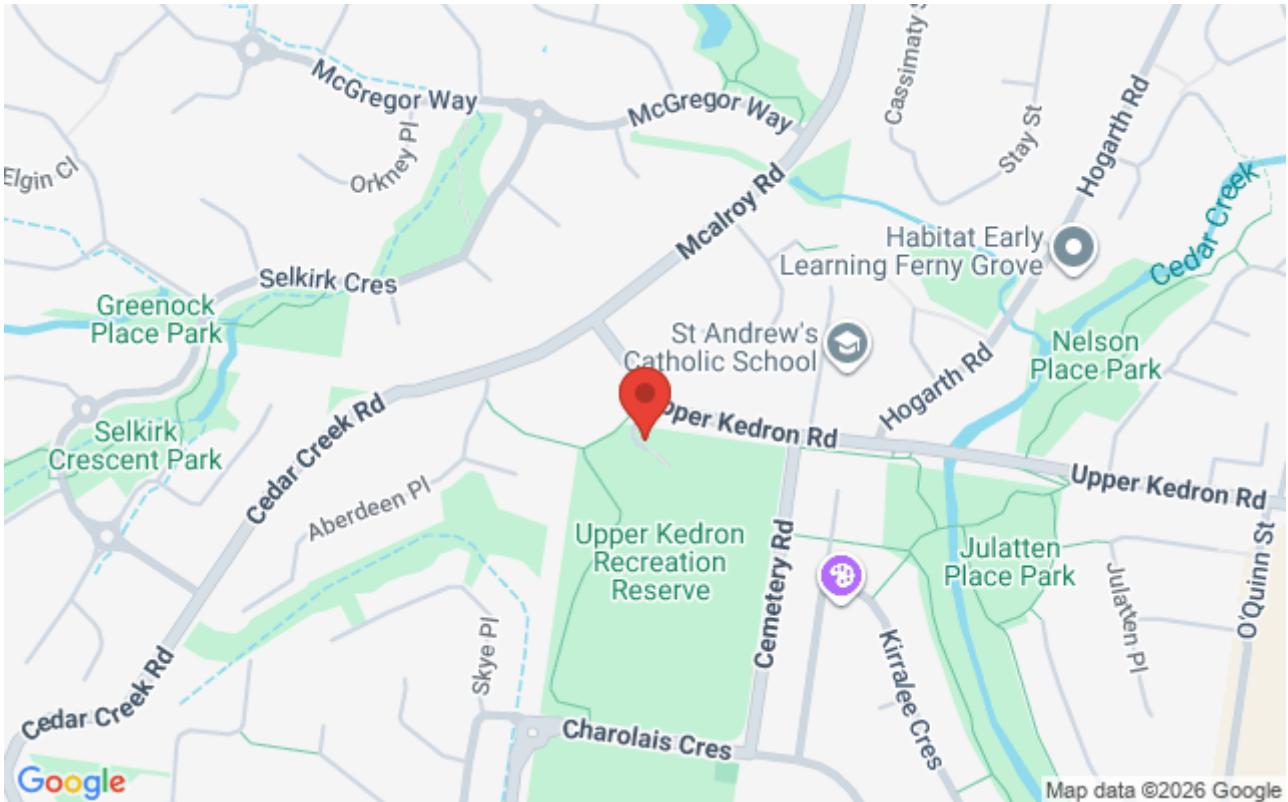 McGregor Way
McGregor Way
Cassimaty S
Stay St
Hogarth Rd
Elgin Cl
Orkney Pl
Mcalroy Rd
Cedar Creek
Habitat Early
Learning Ferny Grove
Selkirk Cres
Greenock
Place Park
St Andrew's
Catholic School
Nelson
Place Park
Hogarth Rd
Selkirk
Crescent Park
Cedar Creek Rd
pper Kedron Rd
Upper Kedron Rd
Aberdeen Pl
Upper Kedron
Recreation
Reserve
Cemetery Rd
Julatten
Place Park
Julatten Pl
O'Quinn St
Skye Pl
Kirralee Cres
Cedar Creek Rd
Charolais Cres
Google
Map data ©2026 Google